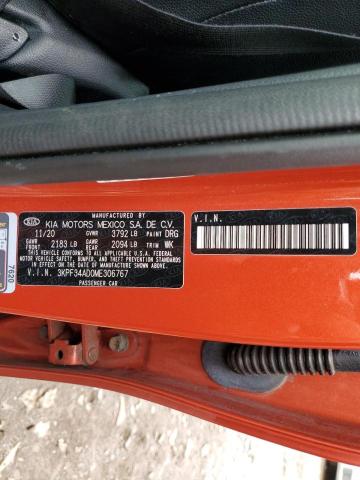 MANUFACTURED BY
KIA KIA MOTORS MEXICO S.A. DE C.V.
11/20 GVWR 3792 LB PAINT DRG
GAWR FRONT 2183 LB GAWR REAR 2094 LB TRIM WK
THIS VEHICLE CONFORMS TO ALL APPLICABLE U.S. FEDERAL MOTOR VEHICLE
SAFETY, BUMPER, AND THEFT PREVENTION STANDARDS
IN EFFECT ON THE DATE OF MANUFACTURE SHOWN ABOVE.
V.I.N. 3KPF34AD0ME306767
PASSENGER CAR
V.I.N.
7620